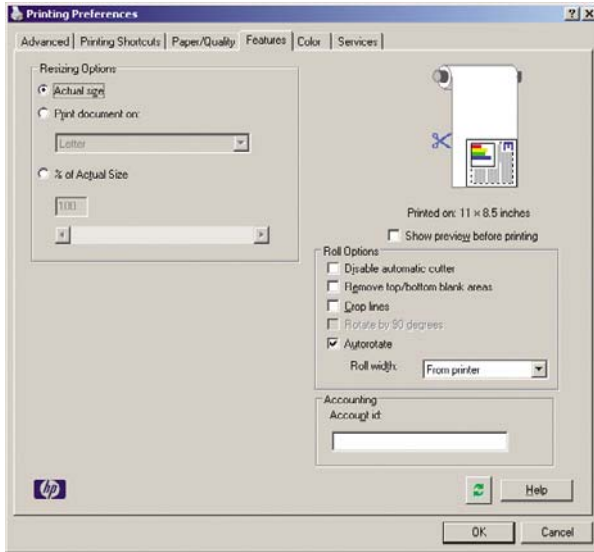 Printing Preferences
Advanced
Printing Shortcuts
Paper/Quality
Features
Color
Services
Resizing Options
Actual size
Print document on:
Letter
% of Actual Size
100
Printed on: 11 × 8.5 inches
Show preview before printing
Roll Options
Disable automatic cutter
Remove top/bottom blank areas
Crop lines
Rotate by 90 degrees
Autorotate
Roll width:
From printer
Accounting
Account id:
hp
Help
OK
Cancel